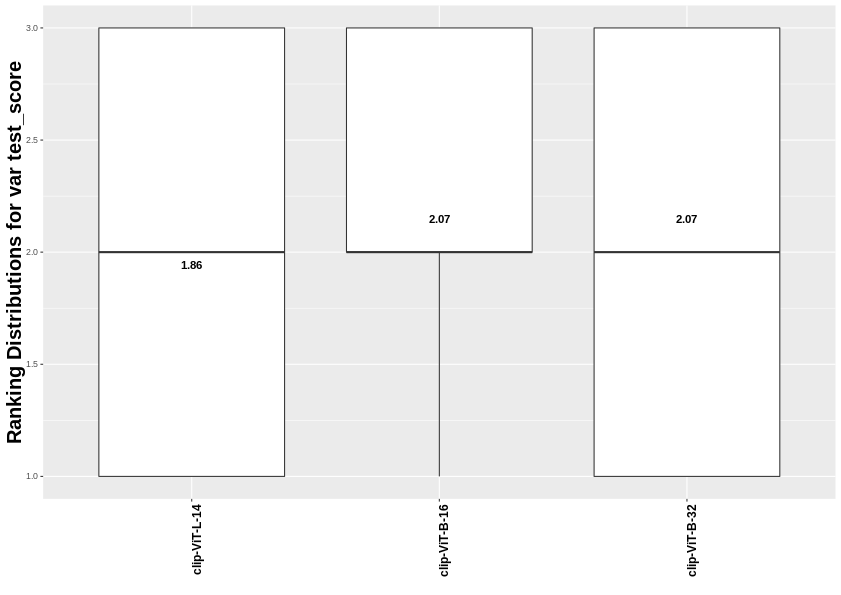 Ranking Distributions for var test_score
3.0
2.5
2.0
1.5
1.0
1.86
2.07
2.07
clip-ViT-L-14
clip-ViT-B-16
clip-ViT-B-32